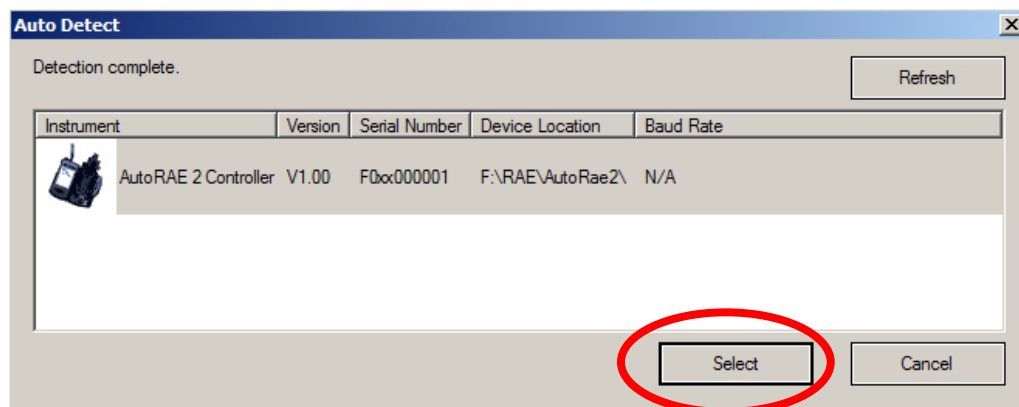 Auto Detect
Detection complete.
Refresh
Instrument Version Serial Number Device Location Baud Rate
AutoRAE 2 Controller V1.00 F0xx000001 F:\RAE\AutoRae2\ N/A
Select Cancel